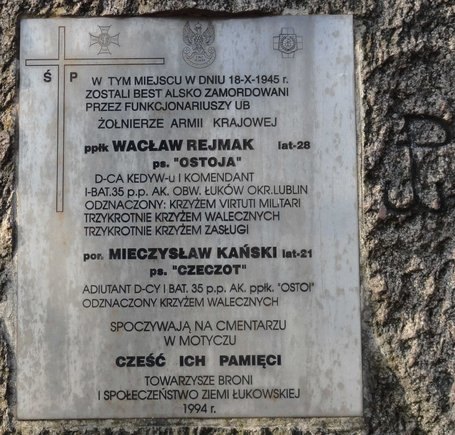 Ś P
W TYM MIEJSCU W DNIU 18-X-1945 r.
ZOSTALI BEST ALSKO ZAMORDOWANI
PRZEZ FUNKCJONARIUSZY UB
ŻOŁNIERZE ARMII KRAJOWEJ
ppłk WACŁAW REJMAK lat-28
ps. "OSTOJA"
D-CA KEDYW-u I KOMENDANT
I-BAT.35 p.p. AK. OBW. ŁUKÓW OKR.LUBLIN
ODZNACZONY: KRZYŻEM VIRTUTI MILITARI
TRZYKROTNIE KRZYŻEM WALECZNYCH
TRZYKROTNIE KRZYŻEM ZASŁUGI
por. MIECZYSŁAW KAŃSKI lat-21
ps. "CZECZOT"
ADIUTANT D-CY I BAT. 35 p.p. AK. ppłk. "OSTOI"
ODZNACZONY KRZYŻEM WALECZNYCH
SPOCZYWAJĄ NA CMENTARZU
W MOTYCZU
CZEŚĆ ICH PAMIĘCI
TOWARZYSZE BRONI
I SPOŁECZEŃSTWO ZIEMI ŁUKOWSKIEJ
1994 r.